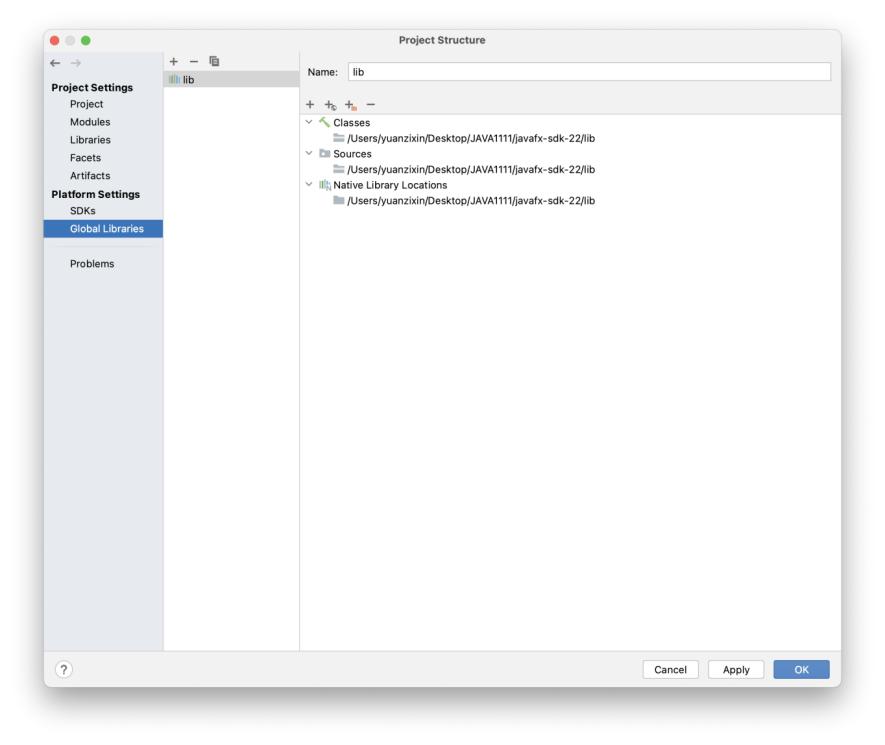 Project Structure
Project Settings
Project
Modules
Libraries
Facets
Artifacts
Platform Settings
SDKs
Global Libraries
Problems
lib
Name: lib
Classes
/Users/yuanzixin/Desktop/JAVA1111/javafx-sdk-22/lib
Sources
/Users/yuanzixin/Desktop/JAVA1111/javafx-sdk-22/lib
Native Library Locations
/Users/yuanzixin/Desktop/JAVA1111/javafx-sdk-22/lib
? Cancel Apply OK